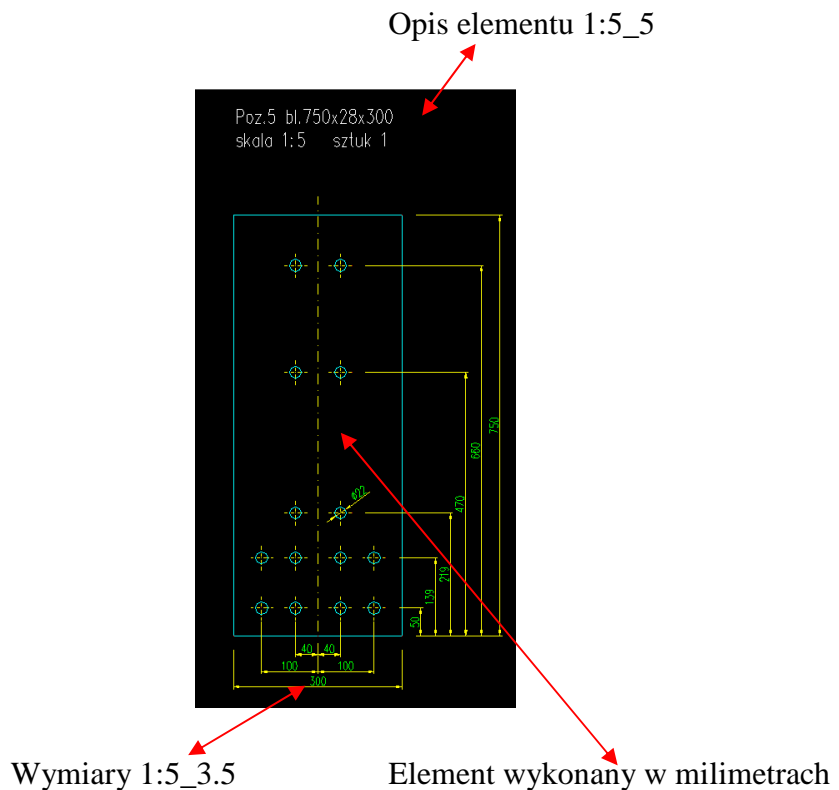 Opis elementu 1:5_5
Poz.5 bl.750x28x300
skala 1:5 sztuk 1
750
660
470
219
139
50
ø22
40 40
100 100
300
Wymiary 1:5_3.5 Element wykonany w milimetrach